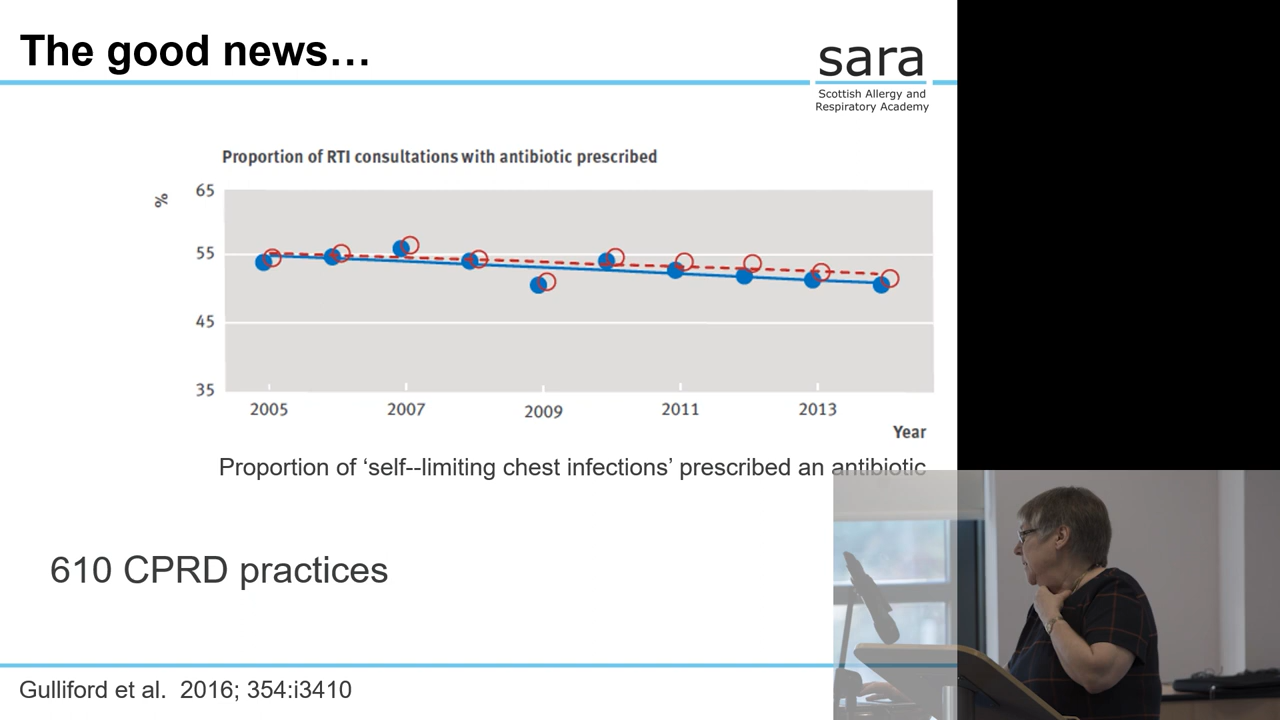 The good news…
sara
Scottish Allergy and
Respiratory Academy
Proportion of RTI consultations with antibiotic prescribed
%
65
55
45
35
2005
2007
2009
2011
2013
Year
Proportion of ‘self--limiting chest infections’ prescribed an antibiotic
610 CPRD practices
Gulliford et al.  2016; 354:i3410